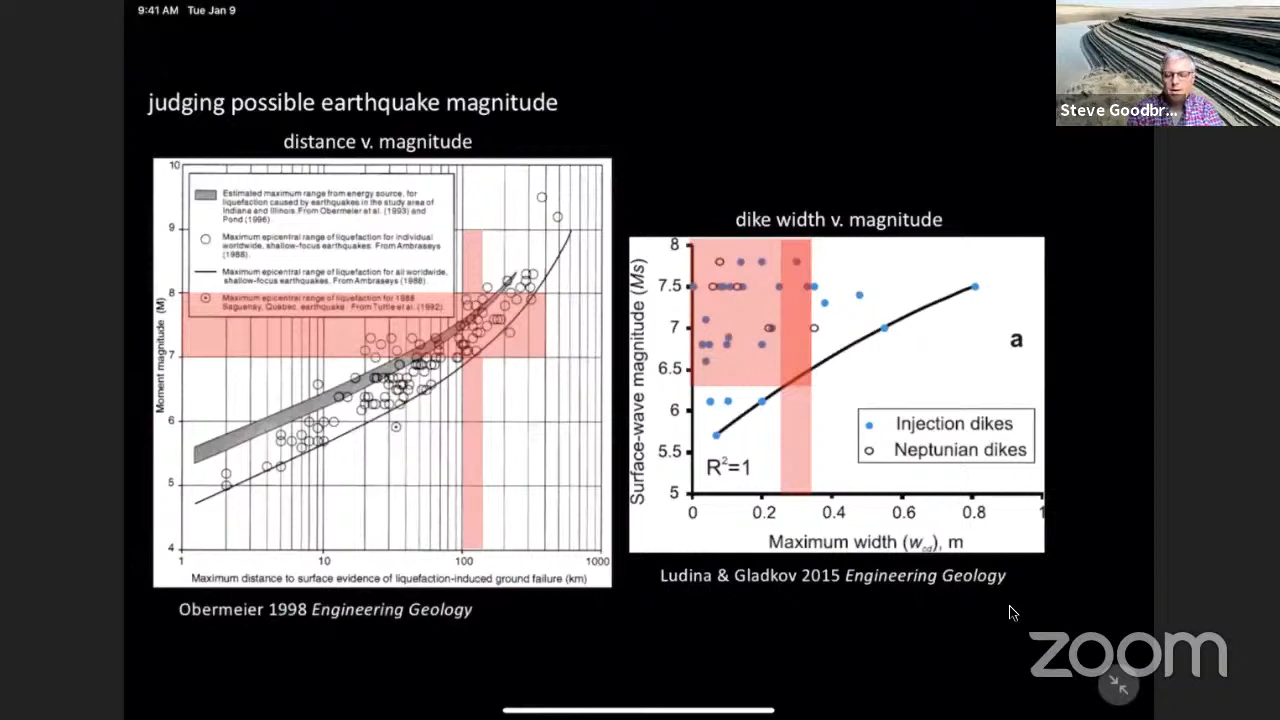 9:41 AM Tue Jan 9
Steve Goodbr...
judging possible earthquake magnitude
distance v. magnitude
10
9
8
7
6
5
4
Moment magnitude (M)
Estimated maximum range from energy source, for
liquefaction caused by earthquakes in the study area of
Indiana and Illinois. From Obermeier et al. (1993) and
Pond (1996).
Maximum epicentral range of liquefaction for individual
worldwide, shallow-focus earthquakes. From Ambraseys
(1988).
Maximum epicentral range of liquefaction for all worldwide,
shallow-focus earthquakes. From Ambraseys (1988).
Maximum epicentral range of liquefaction for 1988
Saguenay, Quebec, earthquake. From Tuttle et al. (1992)
1 10 100 1000
Maximum distance to surface evidence of liquefaction-induced ground failure (km)
Obermeier 1998 Engineering Geology
dike width v. magnitude
8
7.5
7
6.5
6
5.5
5
Surface-wave magnitude (Ms)
a
Injection dikes
Neptunian dikes
R²=1
0 0.2 0.4 0.6 0.8 1
Maximum width (w_cd), m
Ludina & Gladkov 2015 Engineering Geology
zoom